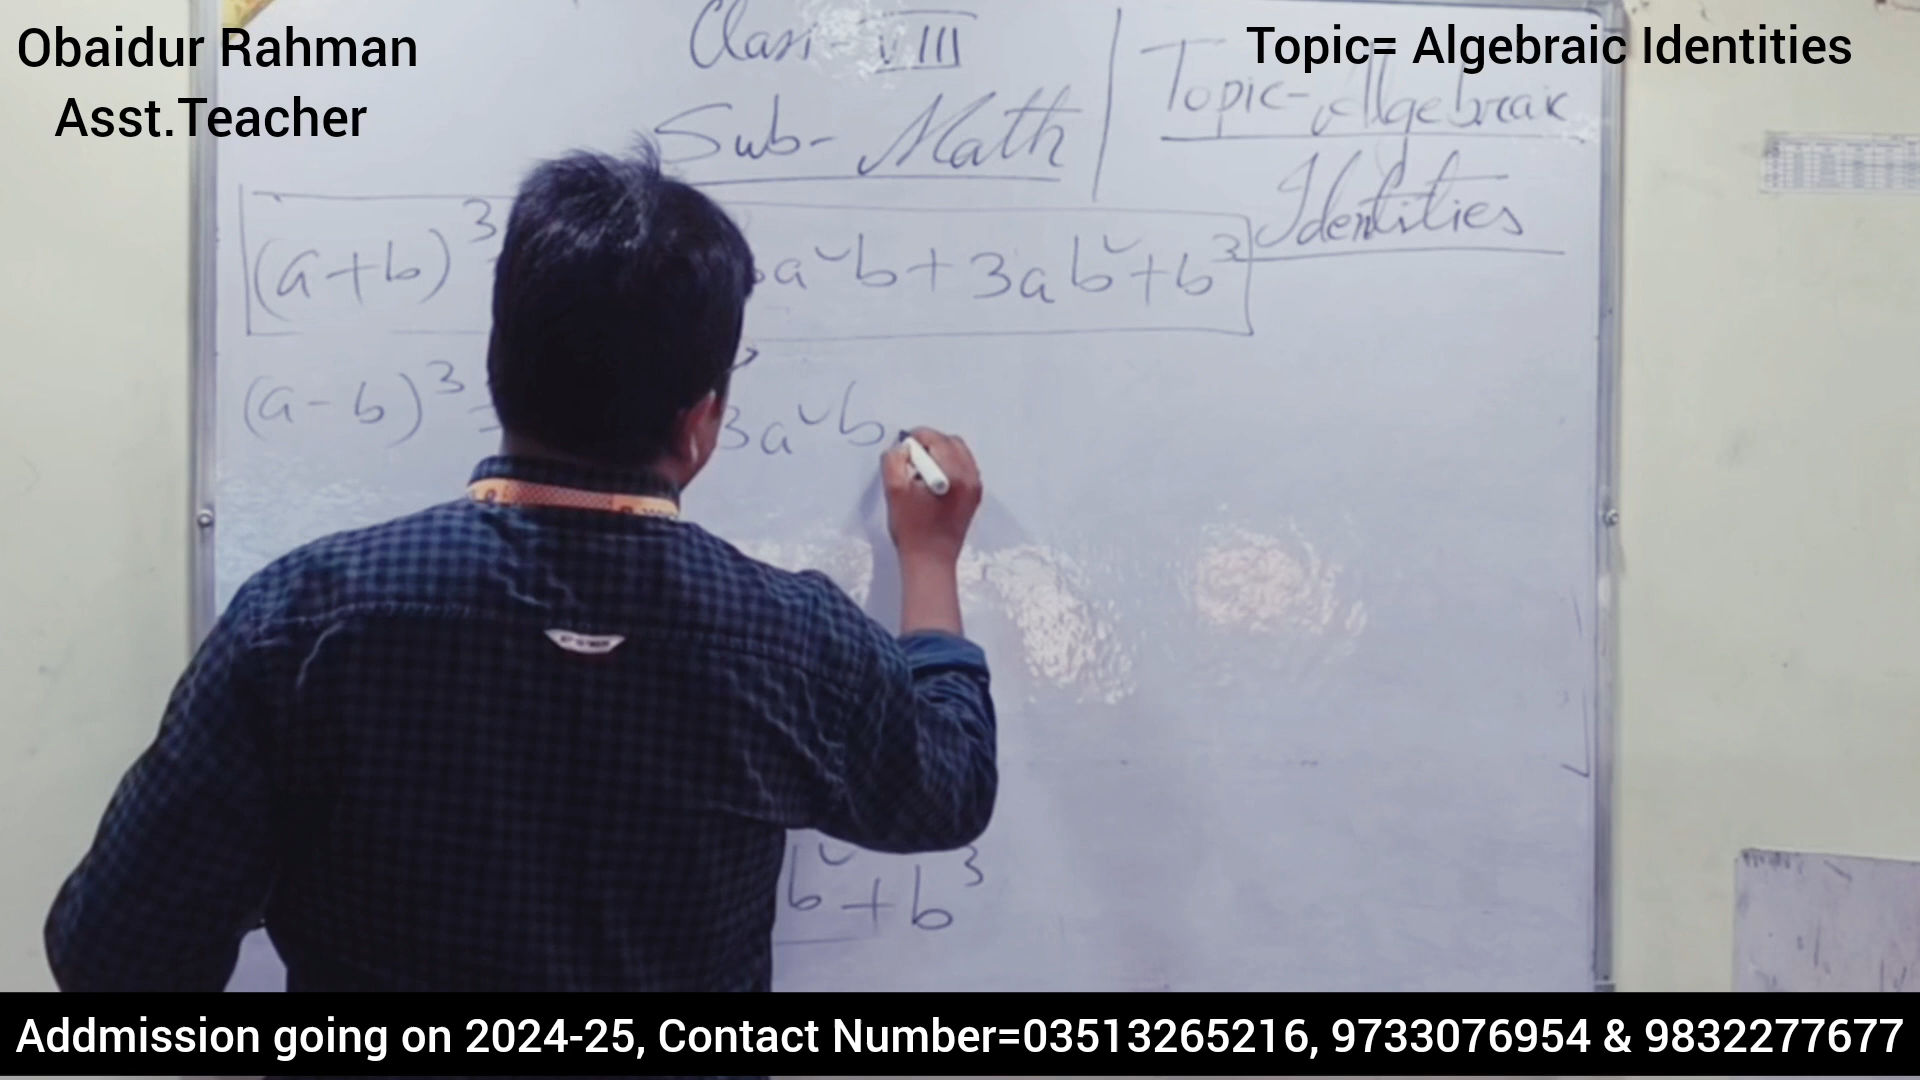 Obaidur Rahman
Asst.Teacher
Topic= Algebraic Identities
Class-VIII
Sub- Math
Topic- Algebraic
Identities
(a+b)³ a²b+3ab²+b³
(a-b)³= 3a²b
b²+b³
Addmission going on 2024-25, Contact Number=03513265216, 9733076954 & 9832277677